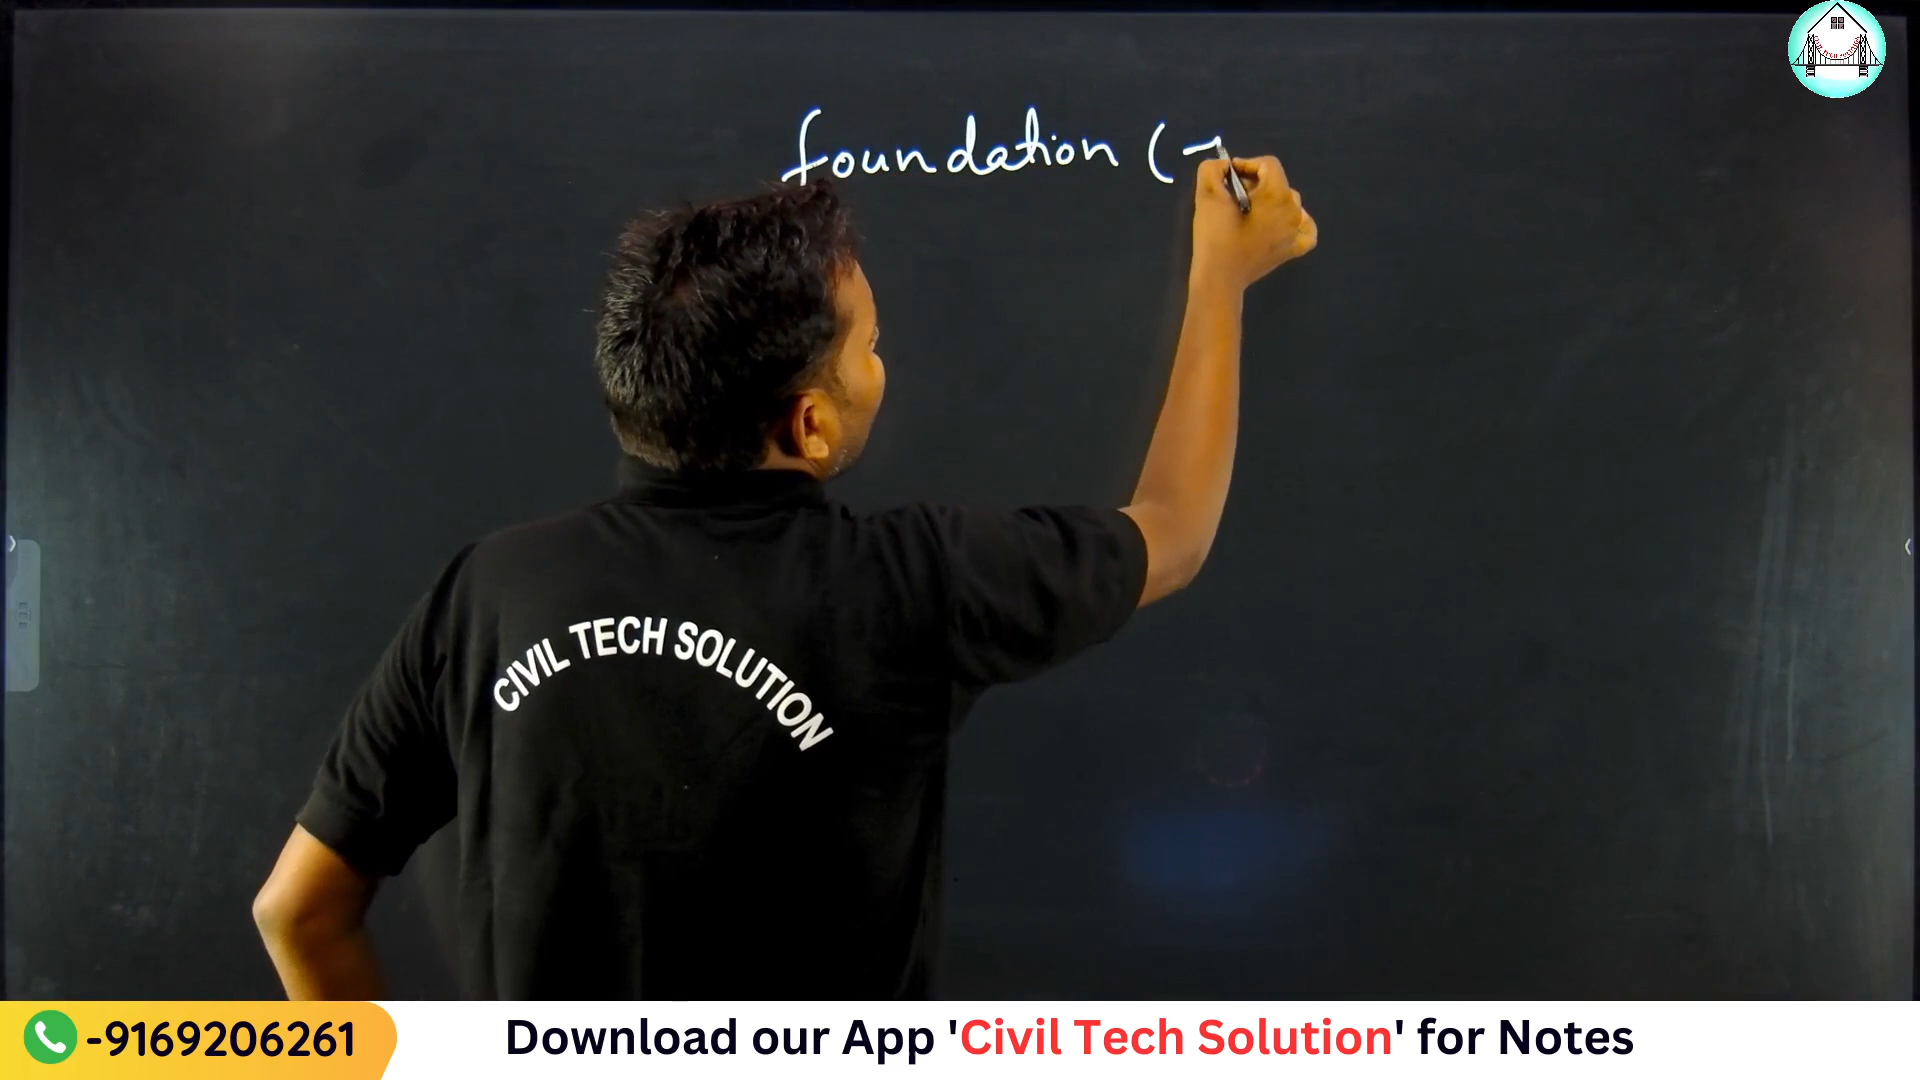 foundation (
CIVIL TECH SOLUTION
-9169206261
Download our App 'Civil Tech Solution' for Notes